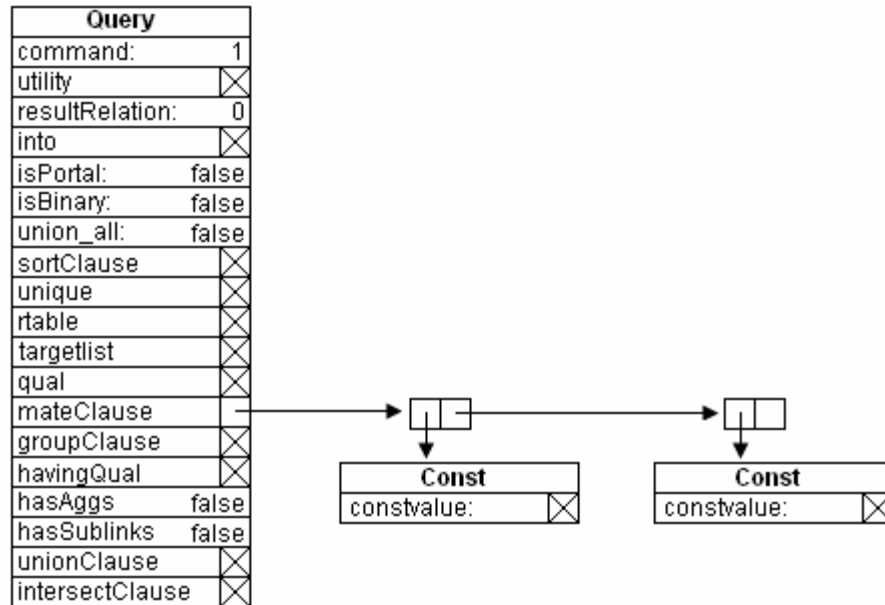 Query
command: 1
utility
resultRelation: 0
into
isPortal: false
isBinary: false
union_all: false
sortClause
unique
rtable
targetlist
qual
mateClause
groupClause
havingQual
hasAggs false
hasSublinks false
unionClause
intersectClause
Const
constvalue:
Const
constvalue: